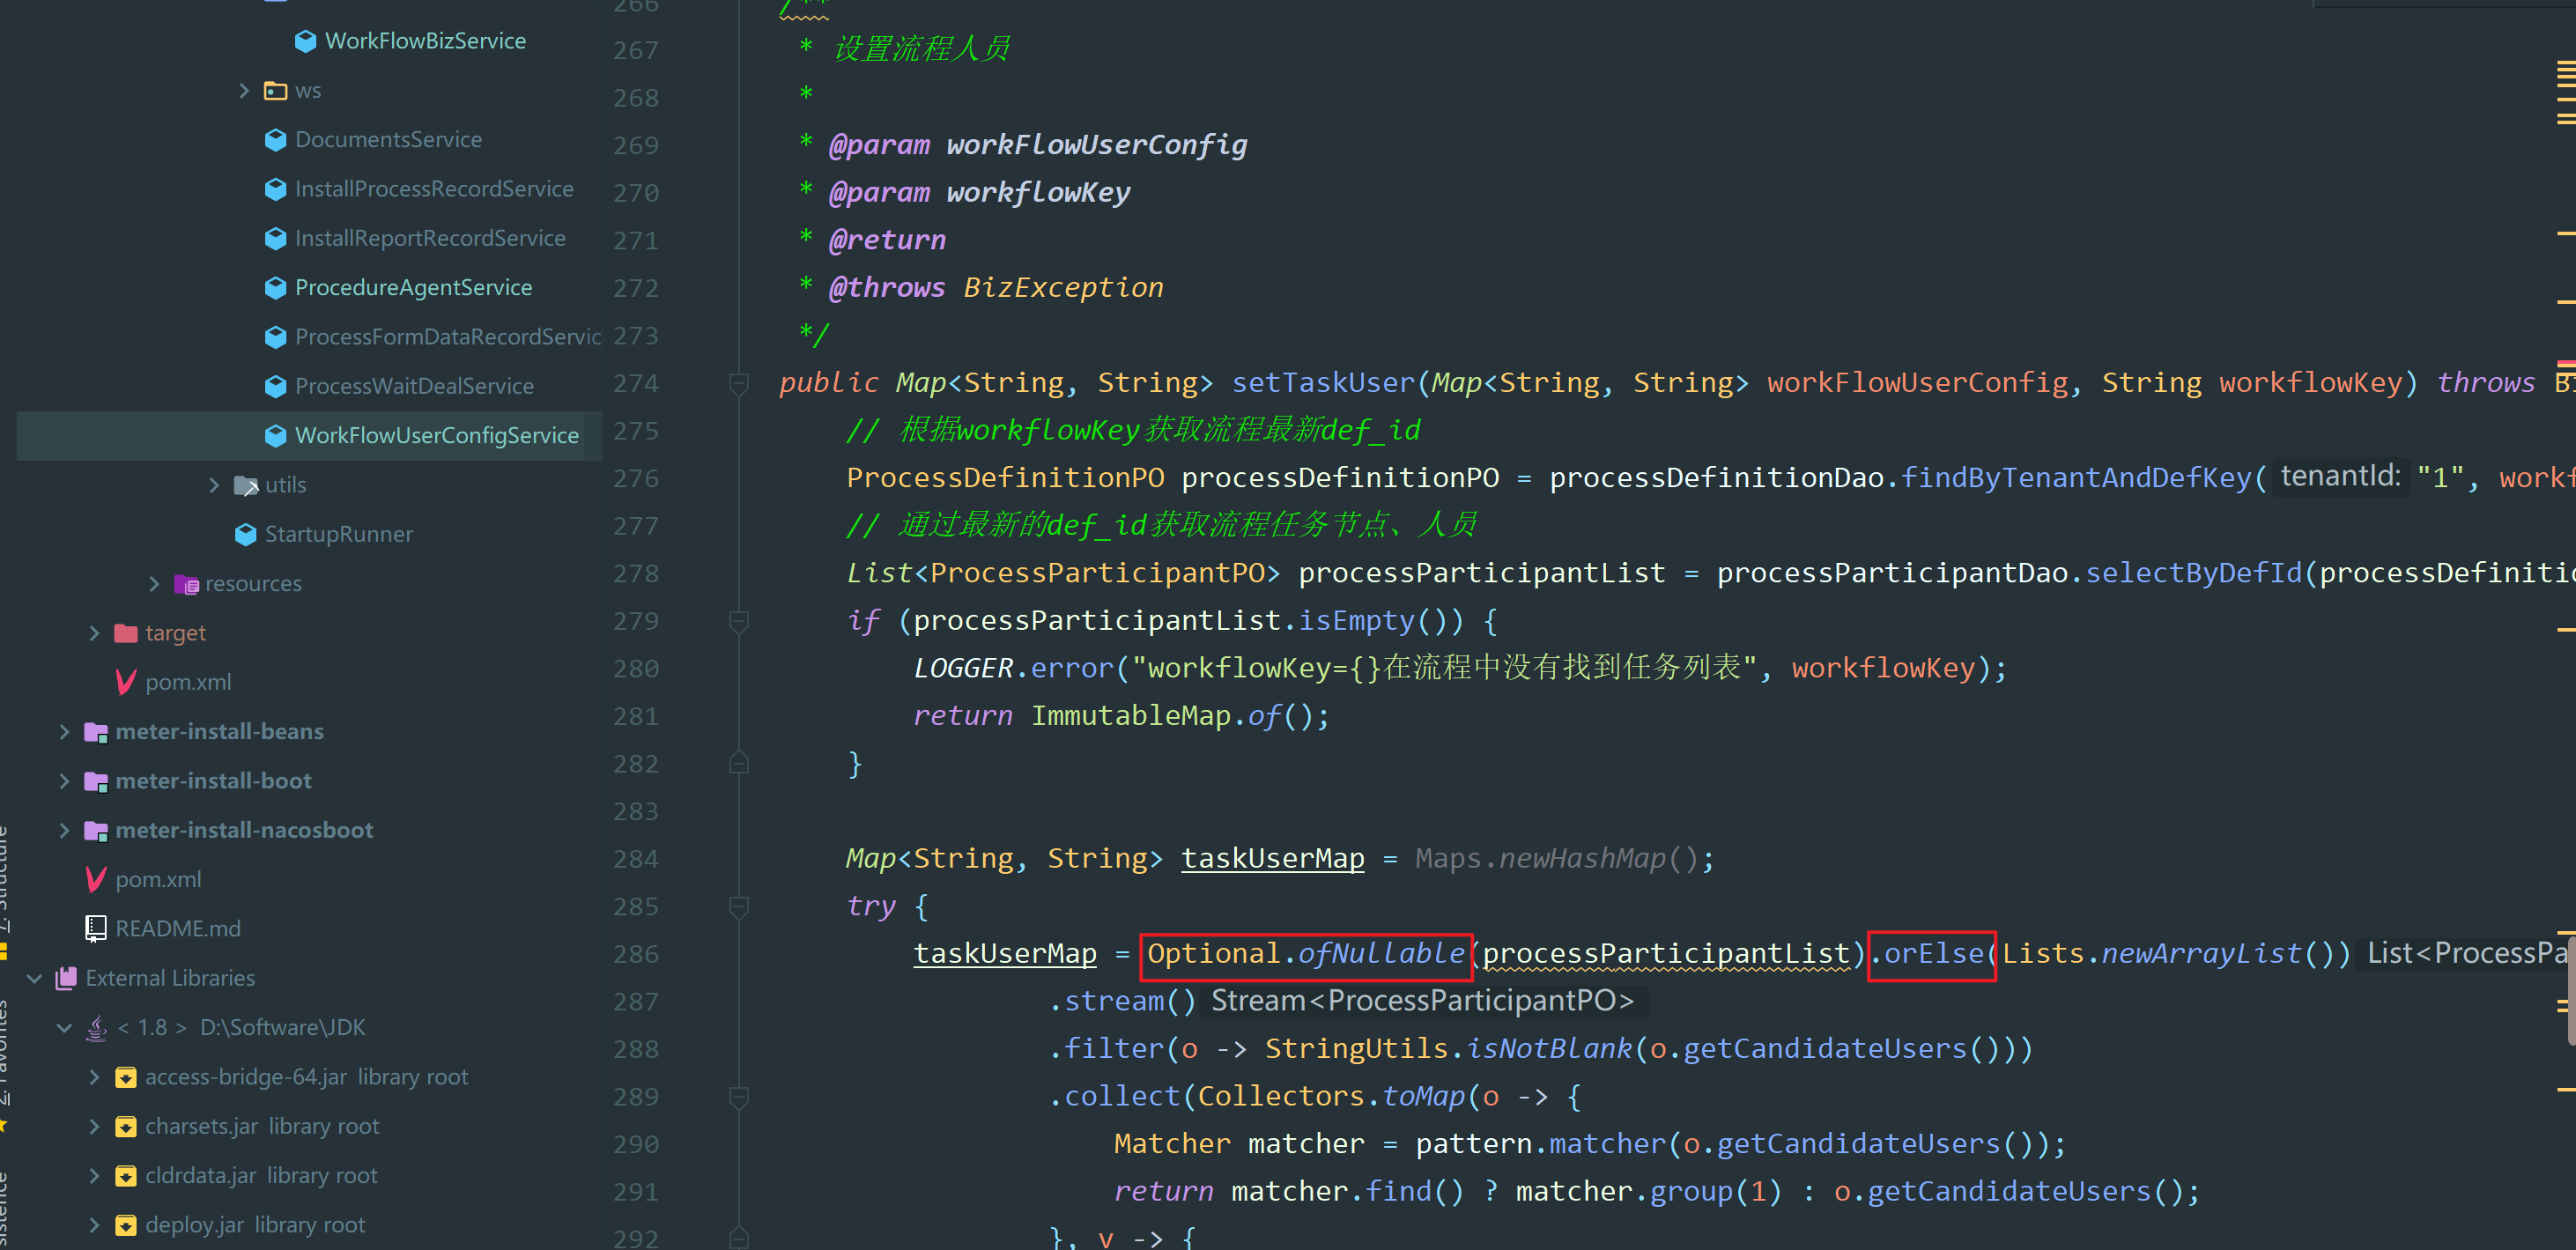 WorkFlowBizService
ws
DocumentsService
InstallProcessRecordService
InstallReportRecordService
ProcedureAgentService
ProcessFormDataRecordServic
ProcessWaitDealService
WorkFlowUserConfigService
utils
StartupRunner
resources
target
pom.xml
meter-install-beans
meter-install-boot
meter-install-nacosboot
pom.xml
README.md
External Libraries
< 1.8 > D:\Software\JDK
access-bridge-64.jar library root
charsets.jar library root
cldrdata.jar library root
deploy.jar library root
266 /**
267 * 设置流程人员
268 *
269 * @param workFlowUserConfig
270 * @param workflowKey
271 * @return
272 * @throws BizException
273 */
274 public Map<String, String> setTaskUser(Map<String, String> workFlowUserConfig, String workflowKey) throws Bi
275 // 根据workflowKey获取流程最新def_id
276 ProcessDefinitionPO processDefinitionPO = processDefinitionDao.findByTenantAndDefKey( tenantId: "1", workf
277 // 通过最新的def_id获取流程任务节点、人员
278 List<ProcessParticipantPO> processParticipantList = processParticipantDao.selectByDefId(processDefinitio
279 if (processParticipantList.isEmpty()) {
280 LOGGER.error("workflowKey={}在流程中没有找到任务列表", workflowKey);
281 return ImmutableMap.of();
282 }
283
284 Map<String, String> taskUserMap = Maps.newHashMap();
285 try {
286 taskUserMap = Optional.ofNullable(processParticipantList).orElse(Lists.newArrayList()) List<ProcessPa
287 .stream() Stream<ProcessParticipantPO>
288 .filter(o -> StringUtils.isNotBlank(o.getCandidateUsers()))
289 .collect(Collectors.toMap(o -> {
290 Matcher matcher = pattern.matcher(o.getCandidateUsers());
291 return matcher.find() ? matcher.group(1) : o.getCandidateUsers();
292 }, v -> {